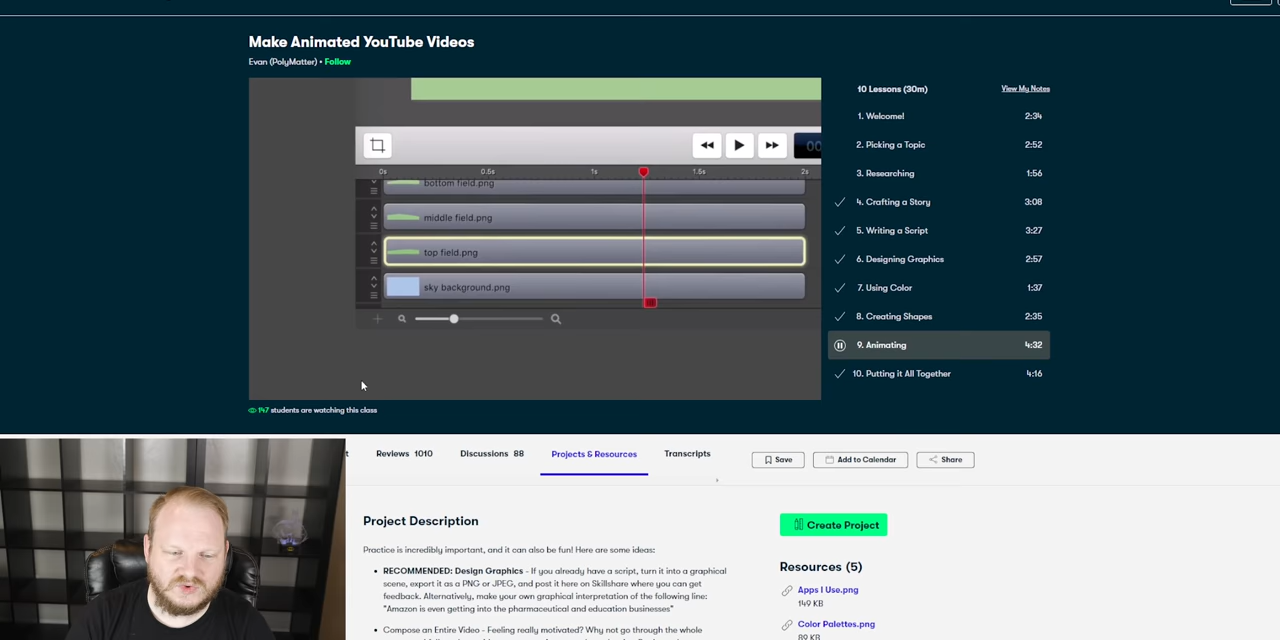 Make Animated YouTube Videos
Evan (PolyMatter) • Follow
10 Lessons (30m)
View My Notes
1. Welcome!
2:34
2. Picking a Topic
2:52
3. Researching
1:56
4. Crafting a Story
3:08
5. Writing a Script
3:27
6. Designing Graphics
2:57
7. Using Color
1:37
8. Creating Shapes
2:35
9. Animating
4:32
10. Putting it All Together
4:16
00
0s
0.5s
1s
1.5s
2s
bottom field.png
middle field.png
top field.png
sky background.png
147 students are watching this class
t
Reviews 1010
Discussions 88
Projects & Resources
Transcripts
Save
Add to Calendar
Share
Project Description
Practice is incredibly important, and it can also be fun! Here are some ideas:
• RECOMMENDED: Design Graphics - If you already have a script, turn it into a graphical
scene, export it as a PNG or JPEG, and post it here on Skillshare where you can get
feedback. Alternatively, make your own graphical interpretation of the following line:
"Amazon is even getting into the pharmaceutical and education businesses"
• Compose an Entire Video - Feeling really motivated? Why not go through the whole
Create Project
Resources (5)
Apps I Use.png
149 KB
Color Palettes.png
89 KB